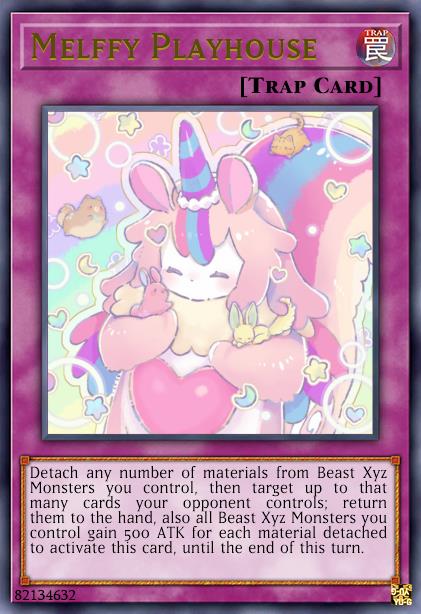 Melffy Playhouse
TRAP
罠
[Trap Card]
Detach any number of materials from Beast Xyz
Monsters you control, then target up to that
many cards your opponent controls; return
them to the hand, also all Beast Xyz Monsters you
control gain 500 ATK for each material detached
to activate this card, until the end of this turn.
82134632